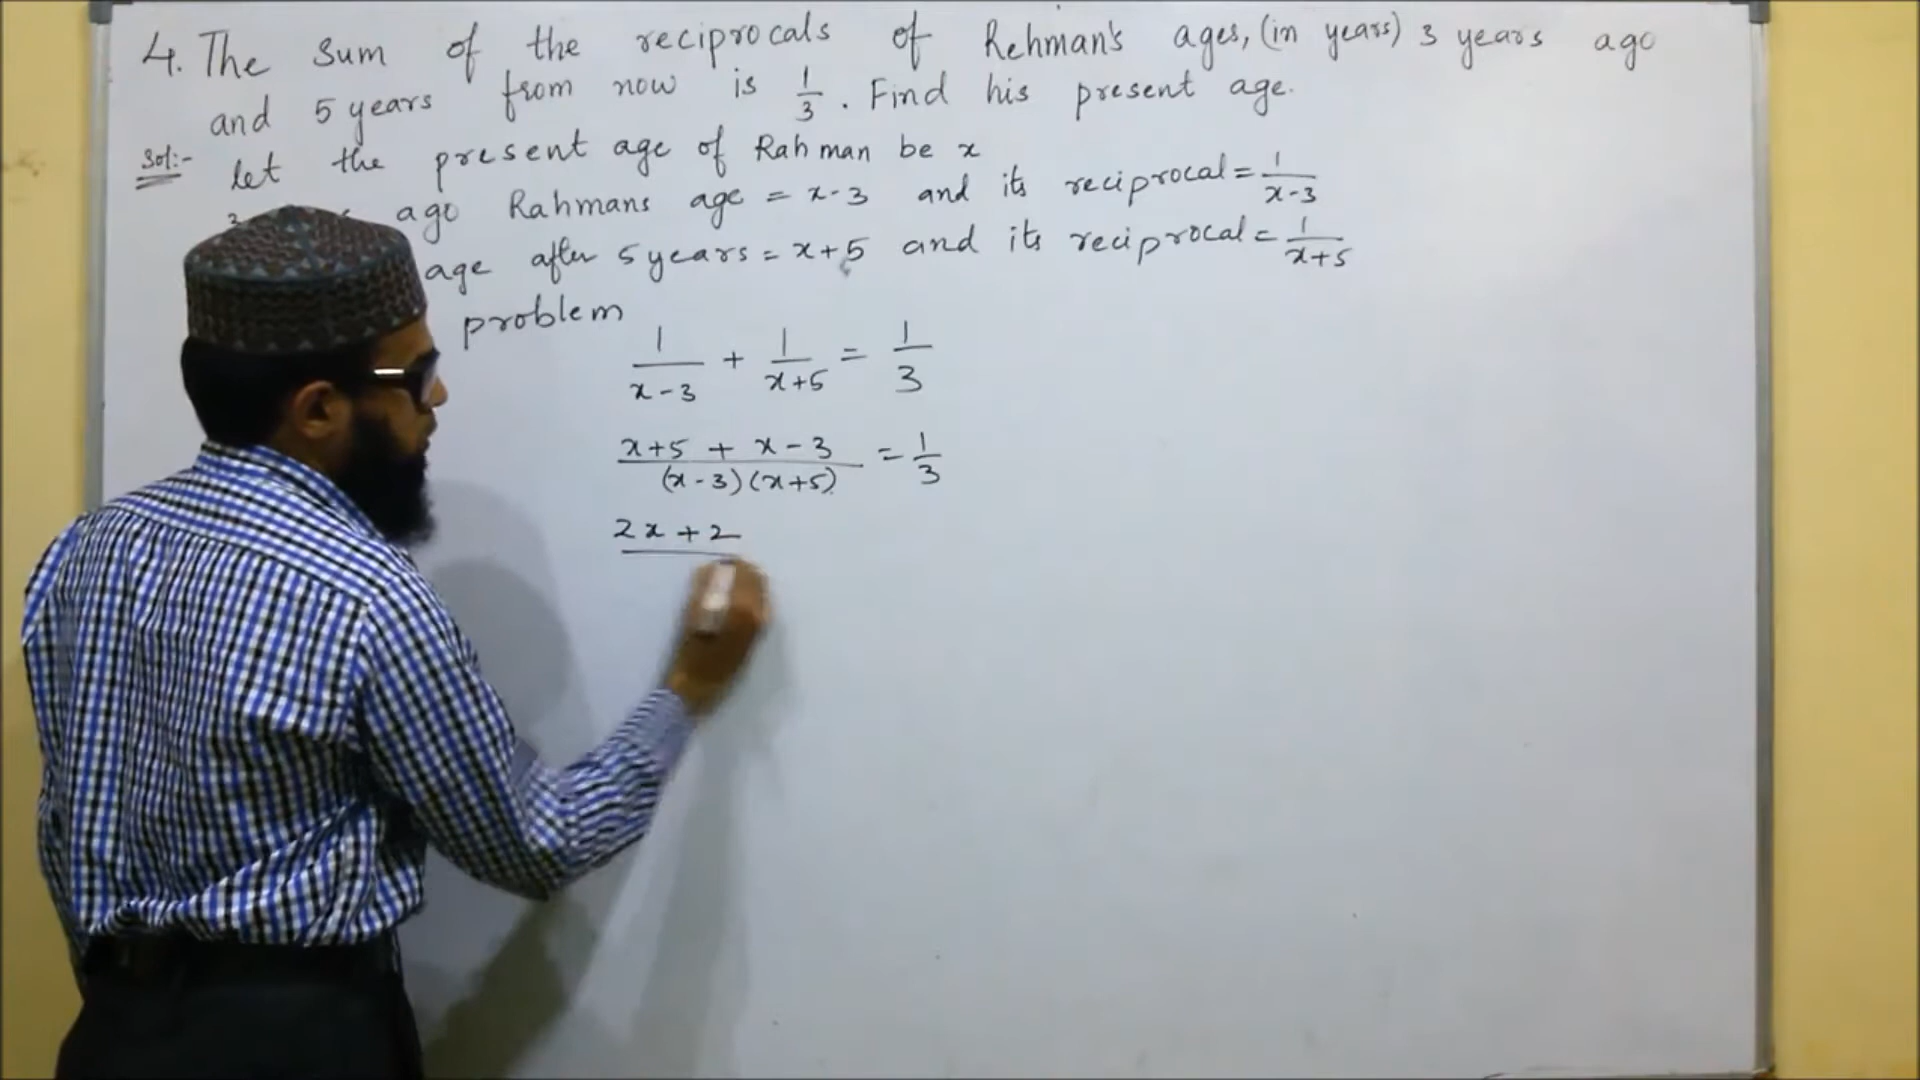 4. The sum of the reciprocals of Rehman's ages, (in years) 3 years ago
and 5 years from now is 1/3. Find his present age.
Sol:- let the present age of Rahman be x
3 ago Rahmans age = x-3 and its reciprocal = 1/(x-3)
age after 5 years = x+5 and its reciprocal = 1/(x+5)
problem
1/(x-3) + 1/(x+5) = 1/3
(x+5 + x-3)/((x-3)(x+5)) = 1/3
2x+2